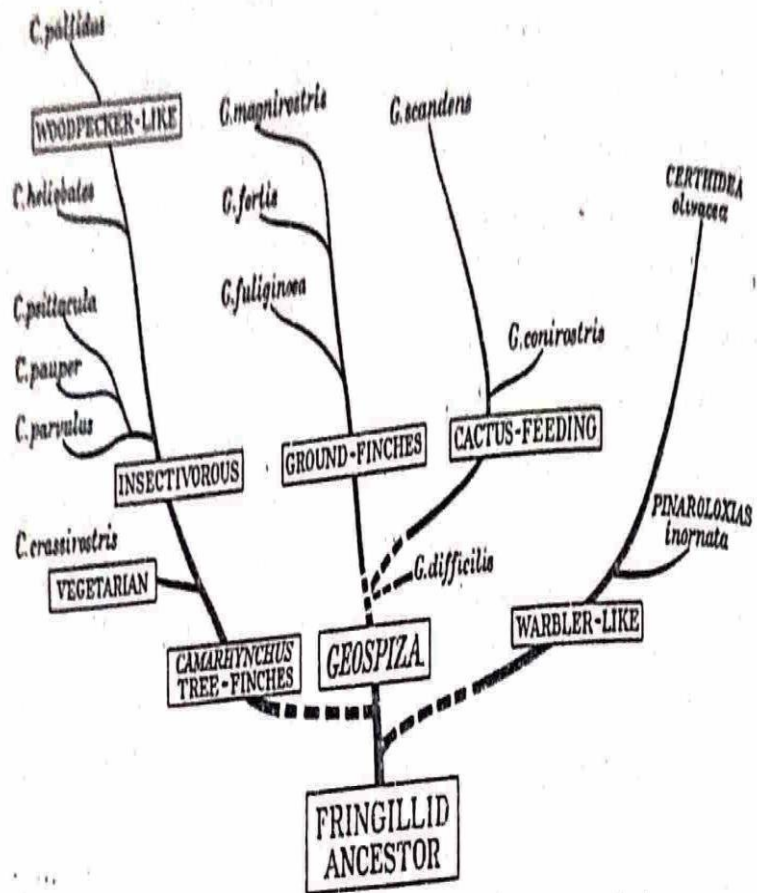 C.pallidus
WOODPECKER-LIKE
C.heliobates
C.psittacula
C.pauper
C.parvulus
INSECTIVOROUS
C.crassirostris
VEGETARIAN
CAMARHYNCHUS
TREE-FINCHES
G.magnirostris
G.fortis
G.fuliginosa
GROUND-FINCHES
G.scandens
G.conirostris
CACTUS-FEEDING
G.difficilis
GEOSPIZA
CERTHIDEA
olivacea
PINAROLOXIAS
inornata
WARBLER-LIKE
FRINGILLID
ANCESTOR